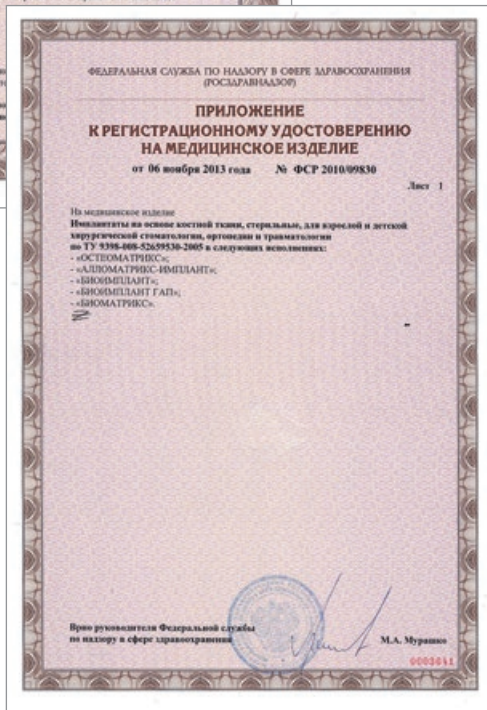 ФЕДЕРАЛЬНАЯ СЛУЖБА ПО НАДЗОРУ В СФЕРЕ ЗДРАВООХРАНЕНИЯ
(РОСЗДРАВНАДЗОР)
ПРИЛОЖЕНИЕ
К РЕГИСТРАЦИОННОМУ УДОСТОВЕРЕНИЮ
НА МЕДИЦИНСКОЕ ИЗДЕЛИЕ
от 06 ноября 2013 года № ФСР 2010/09830
Лист 1
На медицинское изделие
Имплантаты на основе костной ткани, стерильные, для взрослой и детской
хирургической стоматологии, ортопедии и травматологии
по ТУ 9398-008-52659530-2005 в следующих исполнениях:
- «ОСТЕОМАТРИКС»;
- «АЛЛОМАТРИКС-ИМПЛАНТ»;
- «БИОИМПЛАНТ»;
- «БИОИМПЛАНТ ГАП»;
- «БИОМАТРИКС».
Врио руководителя Федеральной службы
по надзору в сфере здравоохранения
М.А. Мурашко
0003641